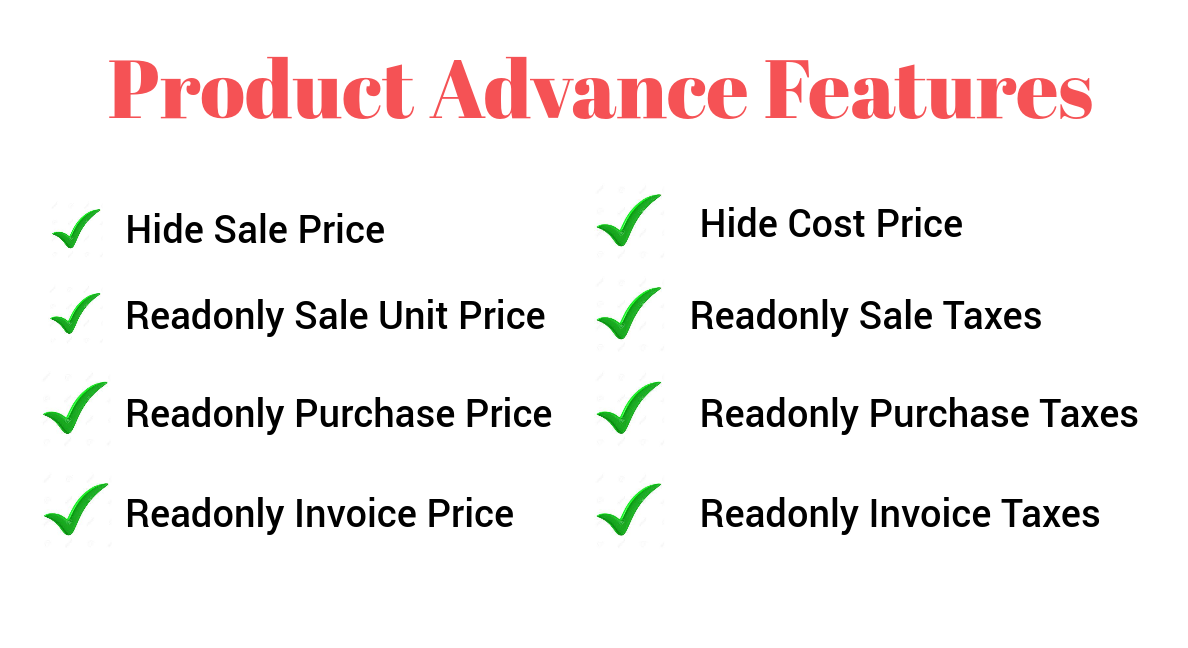 Product Advance Features
Hide Sale Price
Hide Cost Price
Readonly Sale Unit Price
Readonly Sale Taxes
Readonly Purchase Price
Readonly Purchase Taxes
Readonly Invoice Price
Readonly Invoice Taxes